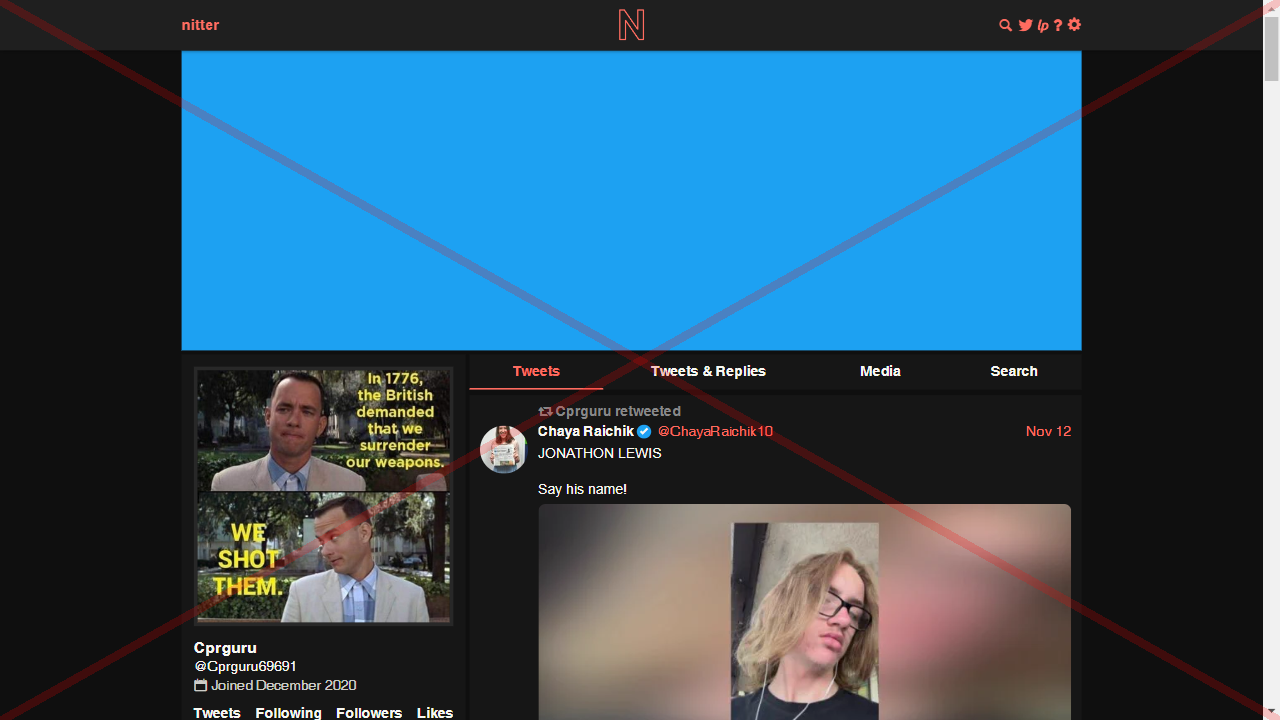 nitter
N
lp ?
Tweets
Tweets & Replies
Media
Search
In 1776,
the British
demanded
that we
surrender
our weapons.
WE
SHOT
THEM.
Cprguru
@Cprguru69691
Joined December 2020
Tweets Following Followers Likes
Cprguru retweeted
Chaya Raichik @ChayaRaichik10 Nov 12
JONATHON LEWIS
Say his name!